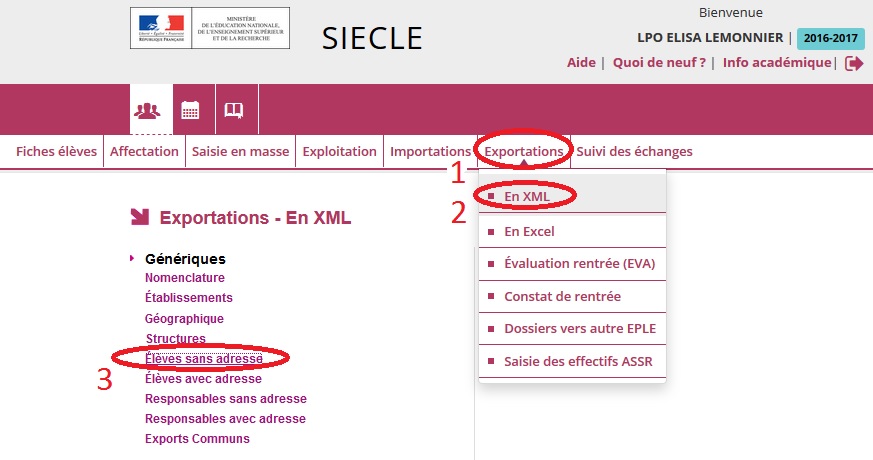 MINISTÈRE
DE L'ÉDUCATION NATIONALE,
DE L'ENSEIGNEMENT SUPÉRIEUR
ET DE LA RECHERCHE
Liberté • Égalité • Fraternité
RÉPUBLIQUE FRANÇAISE
SIECLE
Bienvenue
LPO ELISA LEMONNIER | 2016-2017
Aide | Quoi de neuf ? | Info académique |
Fiches élèves Affectation Saisie en masse Exploitation Importations Exportations Suivi des échanges
1
En XML
2
En Excel
Évaluation rentrée (EVA)
Constat de rentrée
Dossiers vers autre EPLE
Saisie des effectifs ASSR
Exportations - En XML
Génériques
Nomenclature
Établissements
Géographique
Structures
Élèves sans adresse
3
Élèves avec adresse
Responsables sans adresse
Responsables avec adresse
Exports Communs